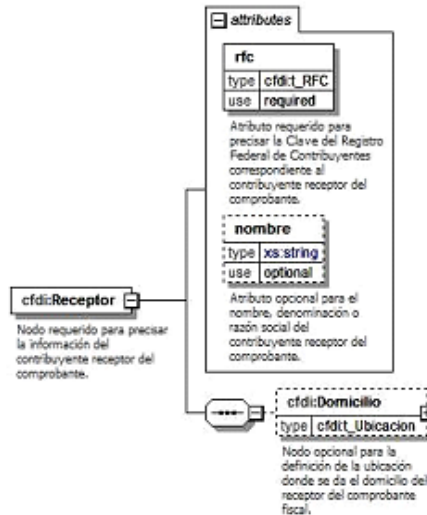 attributes
rfc
type cfdi:t_RFC
use required
Atributo requerido para
precisar la Clave del Registro
Federal de Contribuyentes
correspondiente al
contribuyente receptor del
comprobante.
nombre
type xs:string
use optional
Atributo opcional para el
nombre, denominación o
razón social del
contribuyente receptor del
comprobante.
cfdi:Receptor
Nodo requerido para precisar
la información del
contribuyente receptor del
comprobante.
cfdi:Domicilio
type cfdi:t_Ubicacion
Nodo opcional para la
definición de la ubicación
donde se da el domicilio del
receptor del comprobante
fiscal.